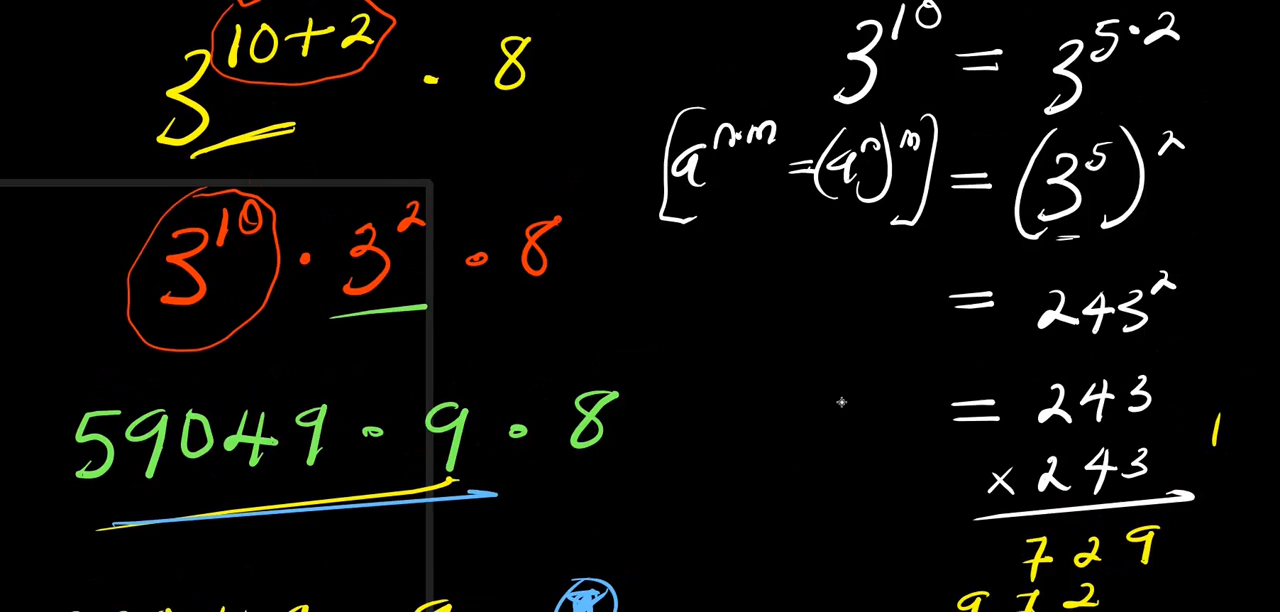 3^{10+2} · 8
3^{10} · 3^2 · 8
59049 · 9 · 8
3^{10} = 3^{5·2}
[a^{n·m} = (a^n)^m] = (3^5)^2
= 243^2
= 243
× 243
1
729
972